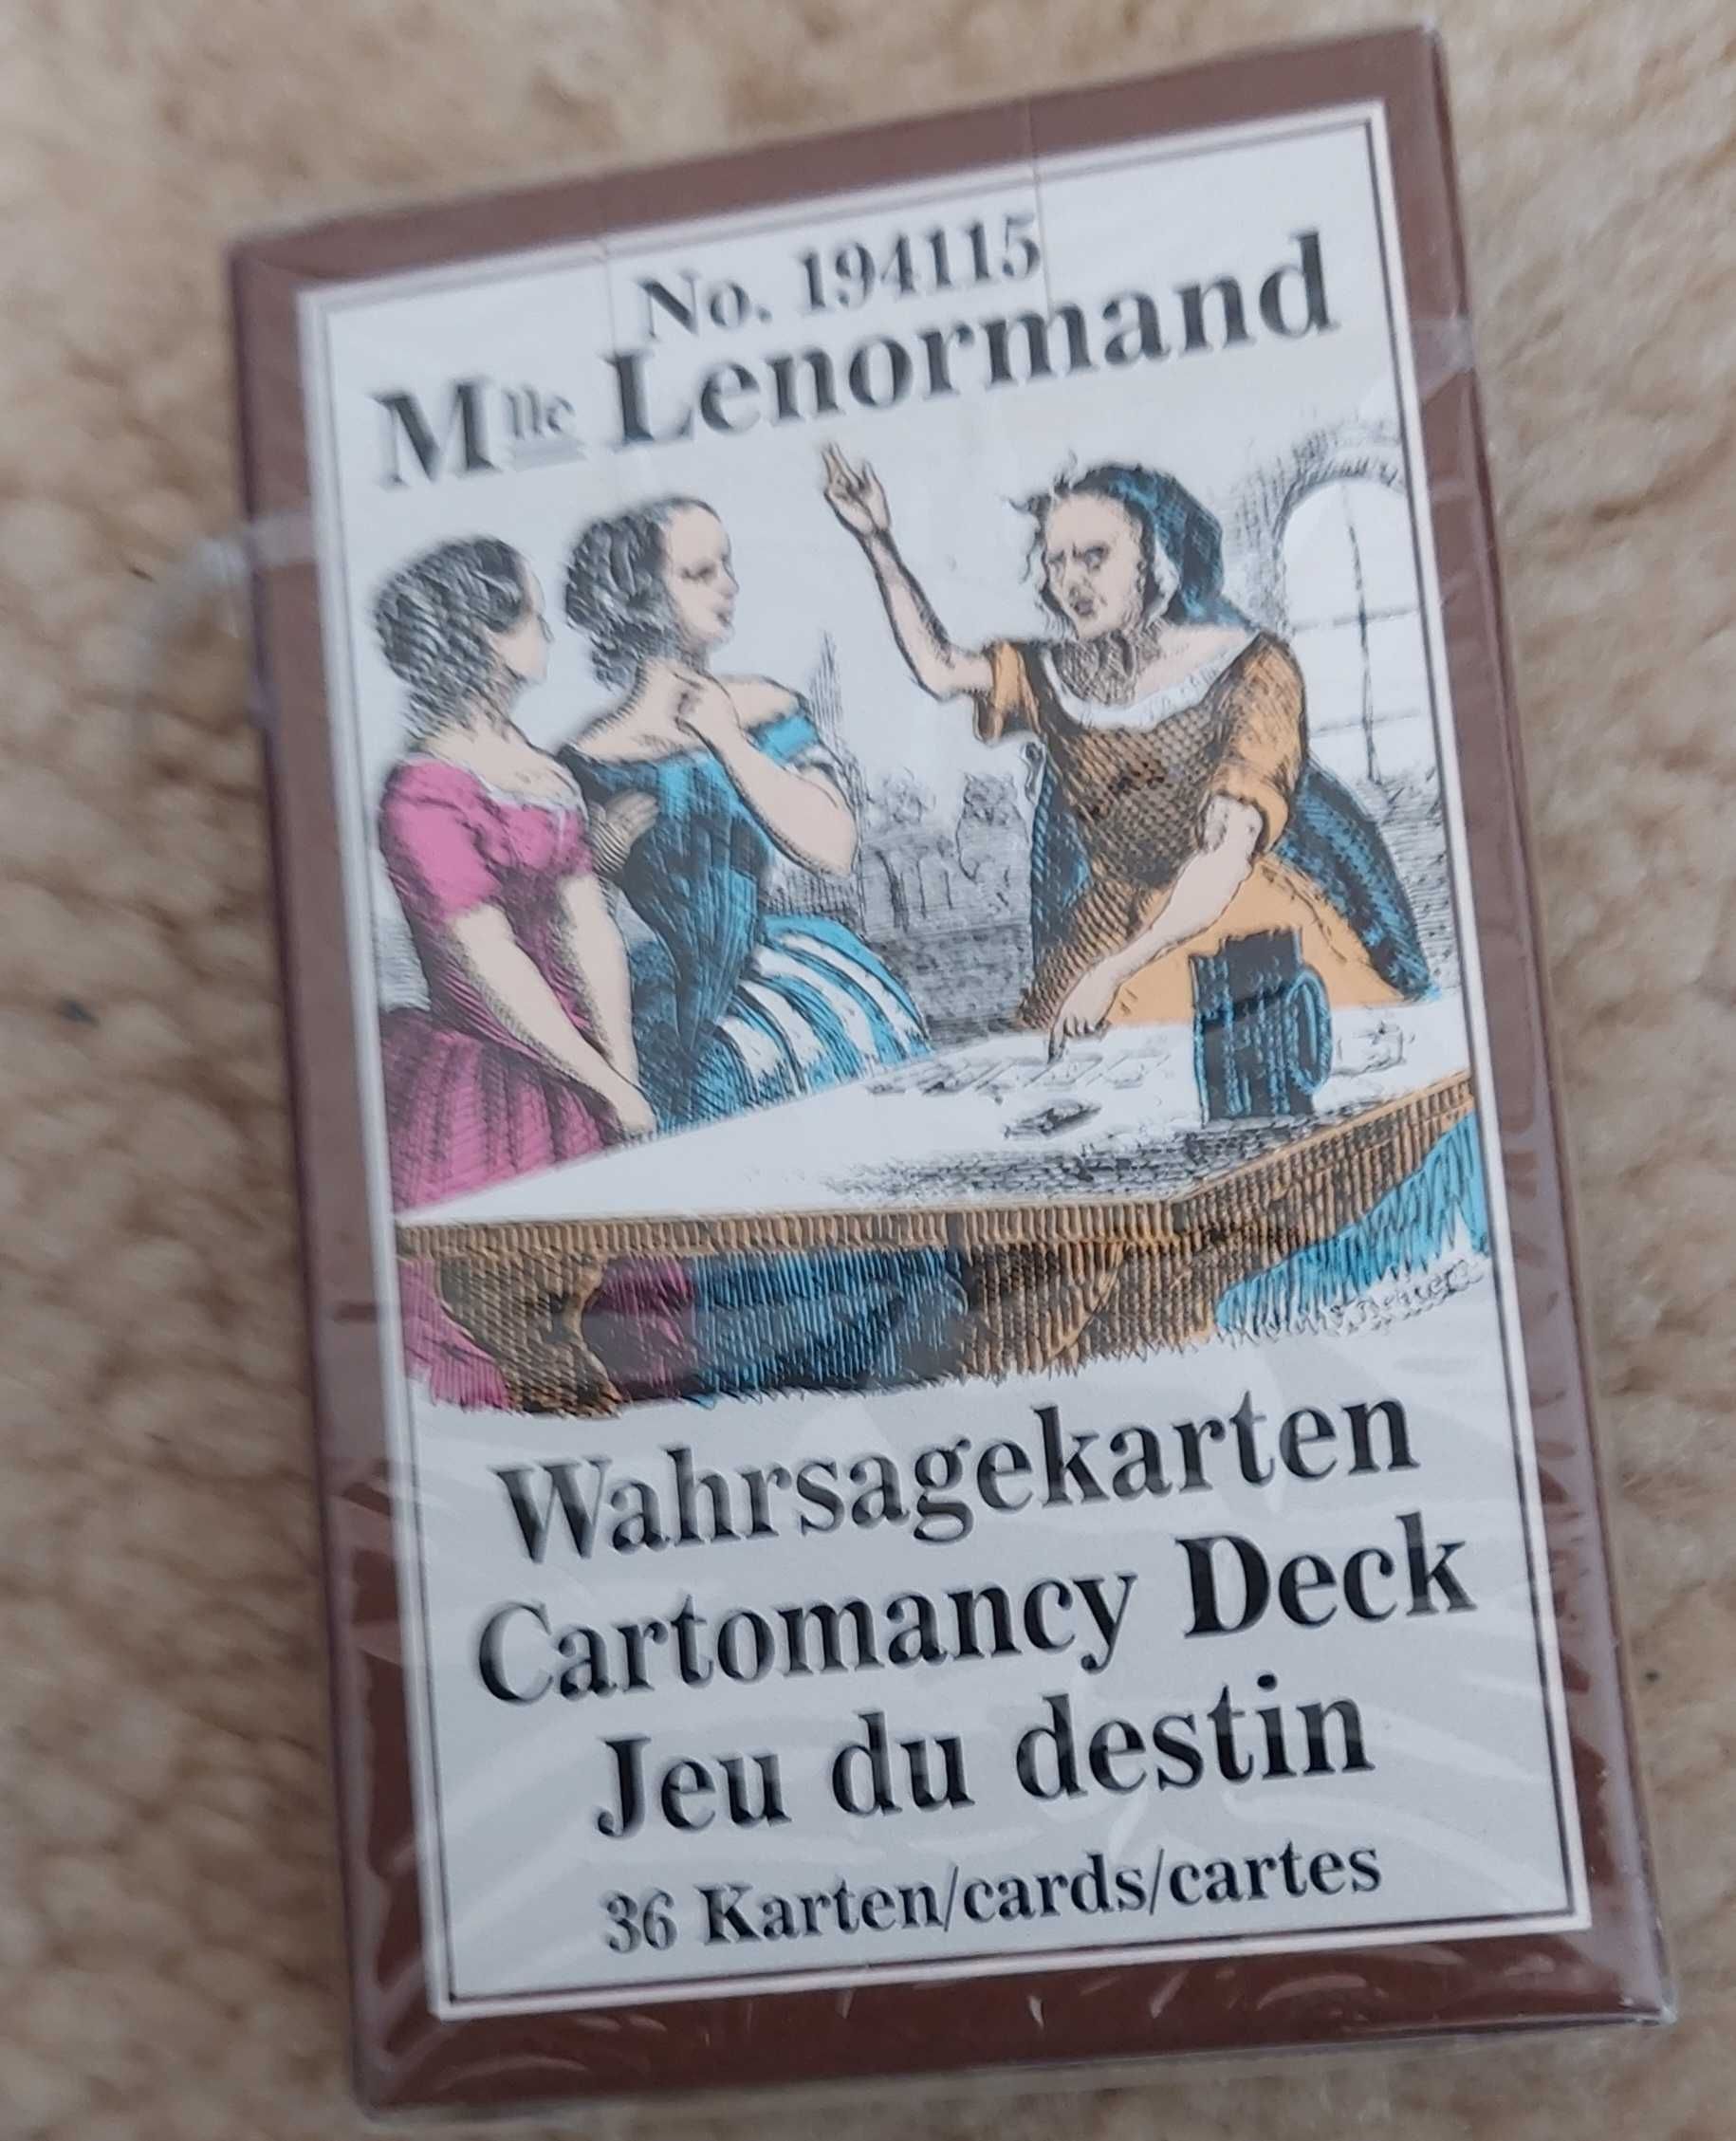 No. 194115
Mlle Lenormand
Wahrsagekarten
Cartomancy Deck
Jeu du destin
36 Karten/cards/cartes